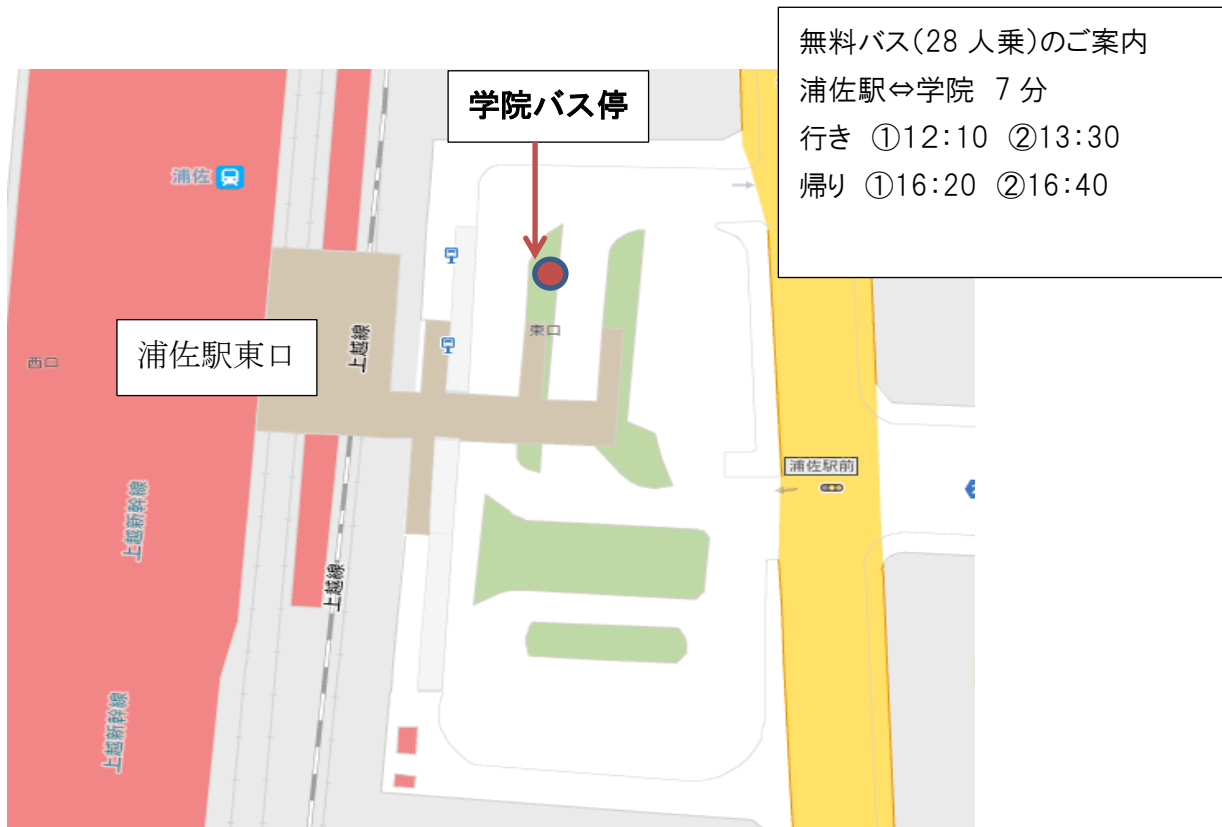 無料バス(28 人乗)のご案内
浦佐駅⇔学院 7 分
行き ①12:10 ②13:30
帰り ①16:20 ②16:40
学院バス停
浦佐
東口
浦佐駅東口
上越線
西口
浦佐駅前
上越新幹線
上越線
上越新幹線